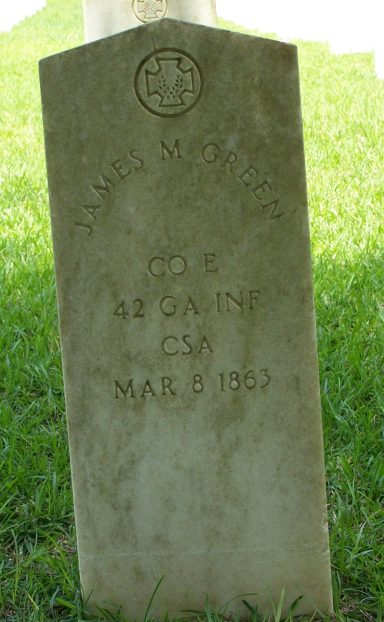 JAMES M GREEN
CO E
42 GA INF
CSA
MAR 8 1863